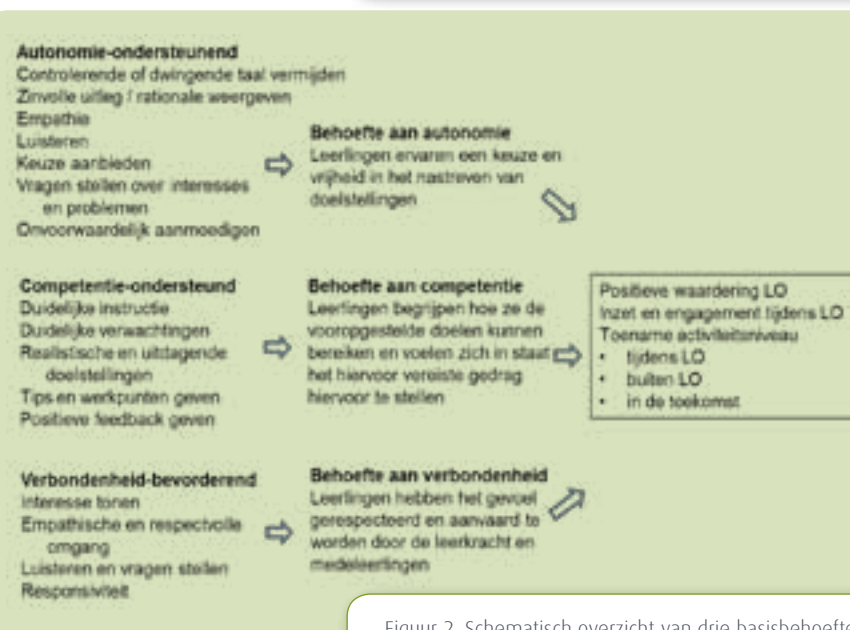 Autonomie-ondersteunend
Controlerende of dwingende taal vermijden
Zinvolle uitleg / rationale weergeven
Empathie
Luisteren
Keuze aanbieden
Vragen stellen over interesses
en problemen
Onvoorwaardelijk aanmoedigen
Behoefte aan autonomie
Leerlingen ervaren een keuze en
vrijheid in het nastreven van
doelstellingen
Competentie-ondersteund
Duidelijke instructie
Duidelijke verwachtingen
Realistische en uitdagende
doelstellingen
Tips en werkpunten geven
Positieve feedback geven
Behoefte aan competentie
Leerlingen begrijpen hoe ze de
vooropgestelde doelen kunnen
bereiken en voelen zich in staat
het hiervoor vereiste gedrag
hiervoor te stellen
Positieve waardering LO
Inzet en engagement tijdens LO
Toename activiteitsniveau
• tijdens LO
• buiten LO
• in de toekomst
Verbondenheid-bevorderend
Interesse tonen
Empathische en respectvolle
omgang
Luisteren en vragen stellen
Responsiviteit
Behoefte aan verbondenheid
Leerlingen hebben het gevoel
gerespecteerd en aanvaard te
worden door de leerkracht en
medeleerlingen
Figuur 2. Schematisch overzicht van drie basisbehoefte